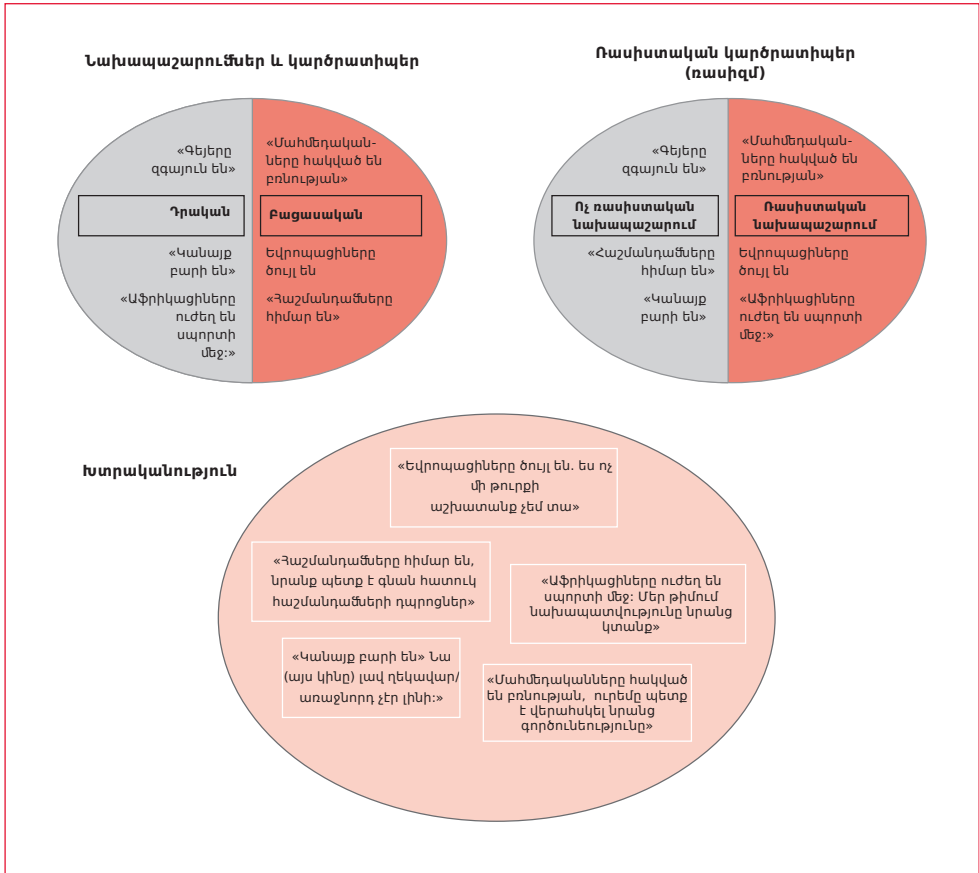 Նախապաշարումներ և կարծրատիպեր
«Գեյերը
զգայուն են»
Դրական
«Կանայք
բարի են»
«Աֆրիկացիները
ուժեղ են
սպորտի
մեջ:»
«Մահմեդական-
ները հակված են
բռնության»
Բացասական
Եվրոպացիները
ծույլ են
«Հաշմանդամները
հիմար են»
Ռասիստական կարծրատիպեր
(ռասիզմ)
«Գեյերը
զգայուն են»
Ոչ ռասիստական
նախապաշարում
«Հաշմանդամները
հիմար են»
«Կանայք
բարի են»
«Մահմեդական-
ները հակված են
բռնության»
Ռասիստական
նախապաշարում
Եվրոպացիները
ծույլ են
«Աֆրիկացիները
ուժեղ են սպորտի
մեջ:»
Խտրականություն
«Եվրոպացիները ծույլ են. ես ոչ
մի թուրքի
աշխատանք չեմ տա»
«Հաշմանդամները հիմար են,
նրանք պետք է գնան հատուկ
հաշմանդամների դպրոցներ»
«Աֆրիկացիները ուժեղ են
սպորտի մեջ: Մեր թիմում
նախապատվությունը նրանց
կտանք»
«Կանայք բարի են» Նա
(այս կինը) լավ ղեկավար/
առաջնորդ չէր լինի:»
«Մահմեդականները հակված
են բռնության, ուրեմը պետք
է վերահսկել նրանց
գործունեությունը»